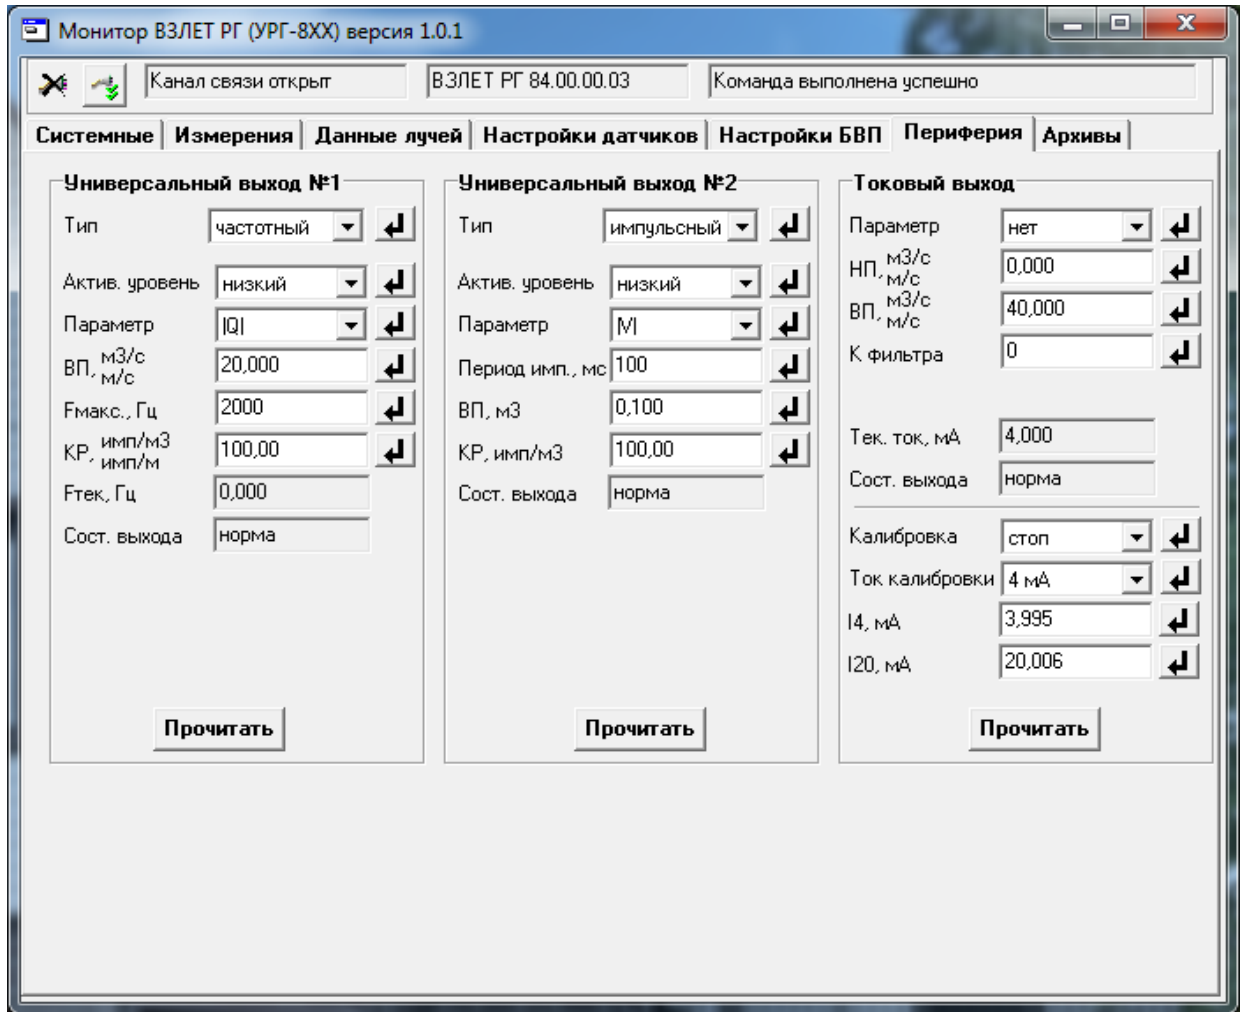 Монитор ВЗЛЕТ РГ (УРГ-8XX) версия 1.0.1
Канал связи открыт
ВЗЛЕТ РГ 84.00.00.03
Команда выполнена успешно
Системные
Измерения
Данные лучей
Настройки датчиков
Настройки БВП
Периферия
Архивы
Универсальный выход №1
Тип
частотный
Актив. уровень
низкий
Параметр
|Q|
ВП, м3/с
м/с
20,000
Fмакс., Гц
2000
КР, имп/м3
имп/м
100,00
Fтек, Гц
0,000
Сост. выхода
норма
Прочитать
Универсальный выход №2
Тип
импульсный
Актив. уровень
низкий
Параметр
|V|
Период имп., мс
100
ВП, м3
0,100
КР, имп/м3
100,00
Сост. выхода
норма
Прочитать
Токовый выход
Параметр
нет
НП, м3/с
м/с
0,000
ВП, м3/с
м/с
40,000
К фильтра
0
Тек. ток, мА
4,000
Сост. выхода
норма
Калибровка
стоп
Ток калибровки
4 мА
I4, мА
3,995
I20, мА
20,006
Прочитать